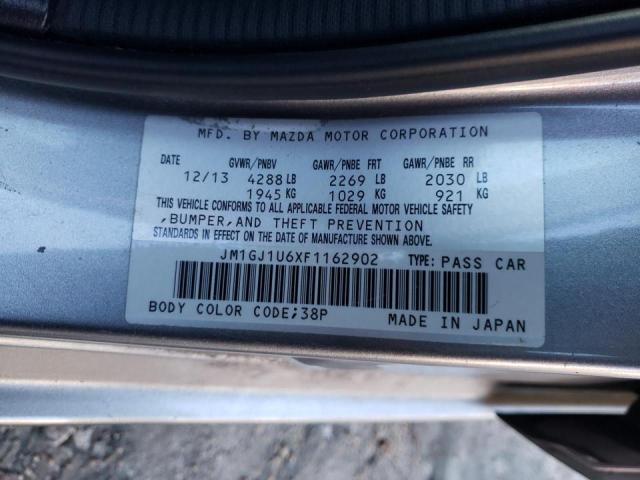 MFD. BY MAZDA MOTOR CORPORATION
DATE GVWR/PNBV GAWR/PNBE FRT GAWR/PNBE RR
12/13 4288 LB 2269 LB 2030 LB
1945 KG 1029 KG 921 KG
THIS VEHICLE CONFORMS TO ALL APPLICABLE FEDERAL MOTOR VEHICLE SAFETY
,BUMPER,AND THEFT PREVENTION
STANDARDS IN EFFECT ON THE DATE OF MANUFACTURE SHOWN ABOVE.
JM1GJ1U6XF1162902 TYPE: PASS CAR
BODY COLOR CODE;38P MADE IN JAPAN